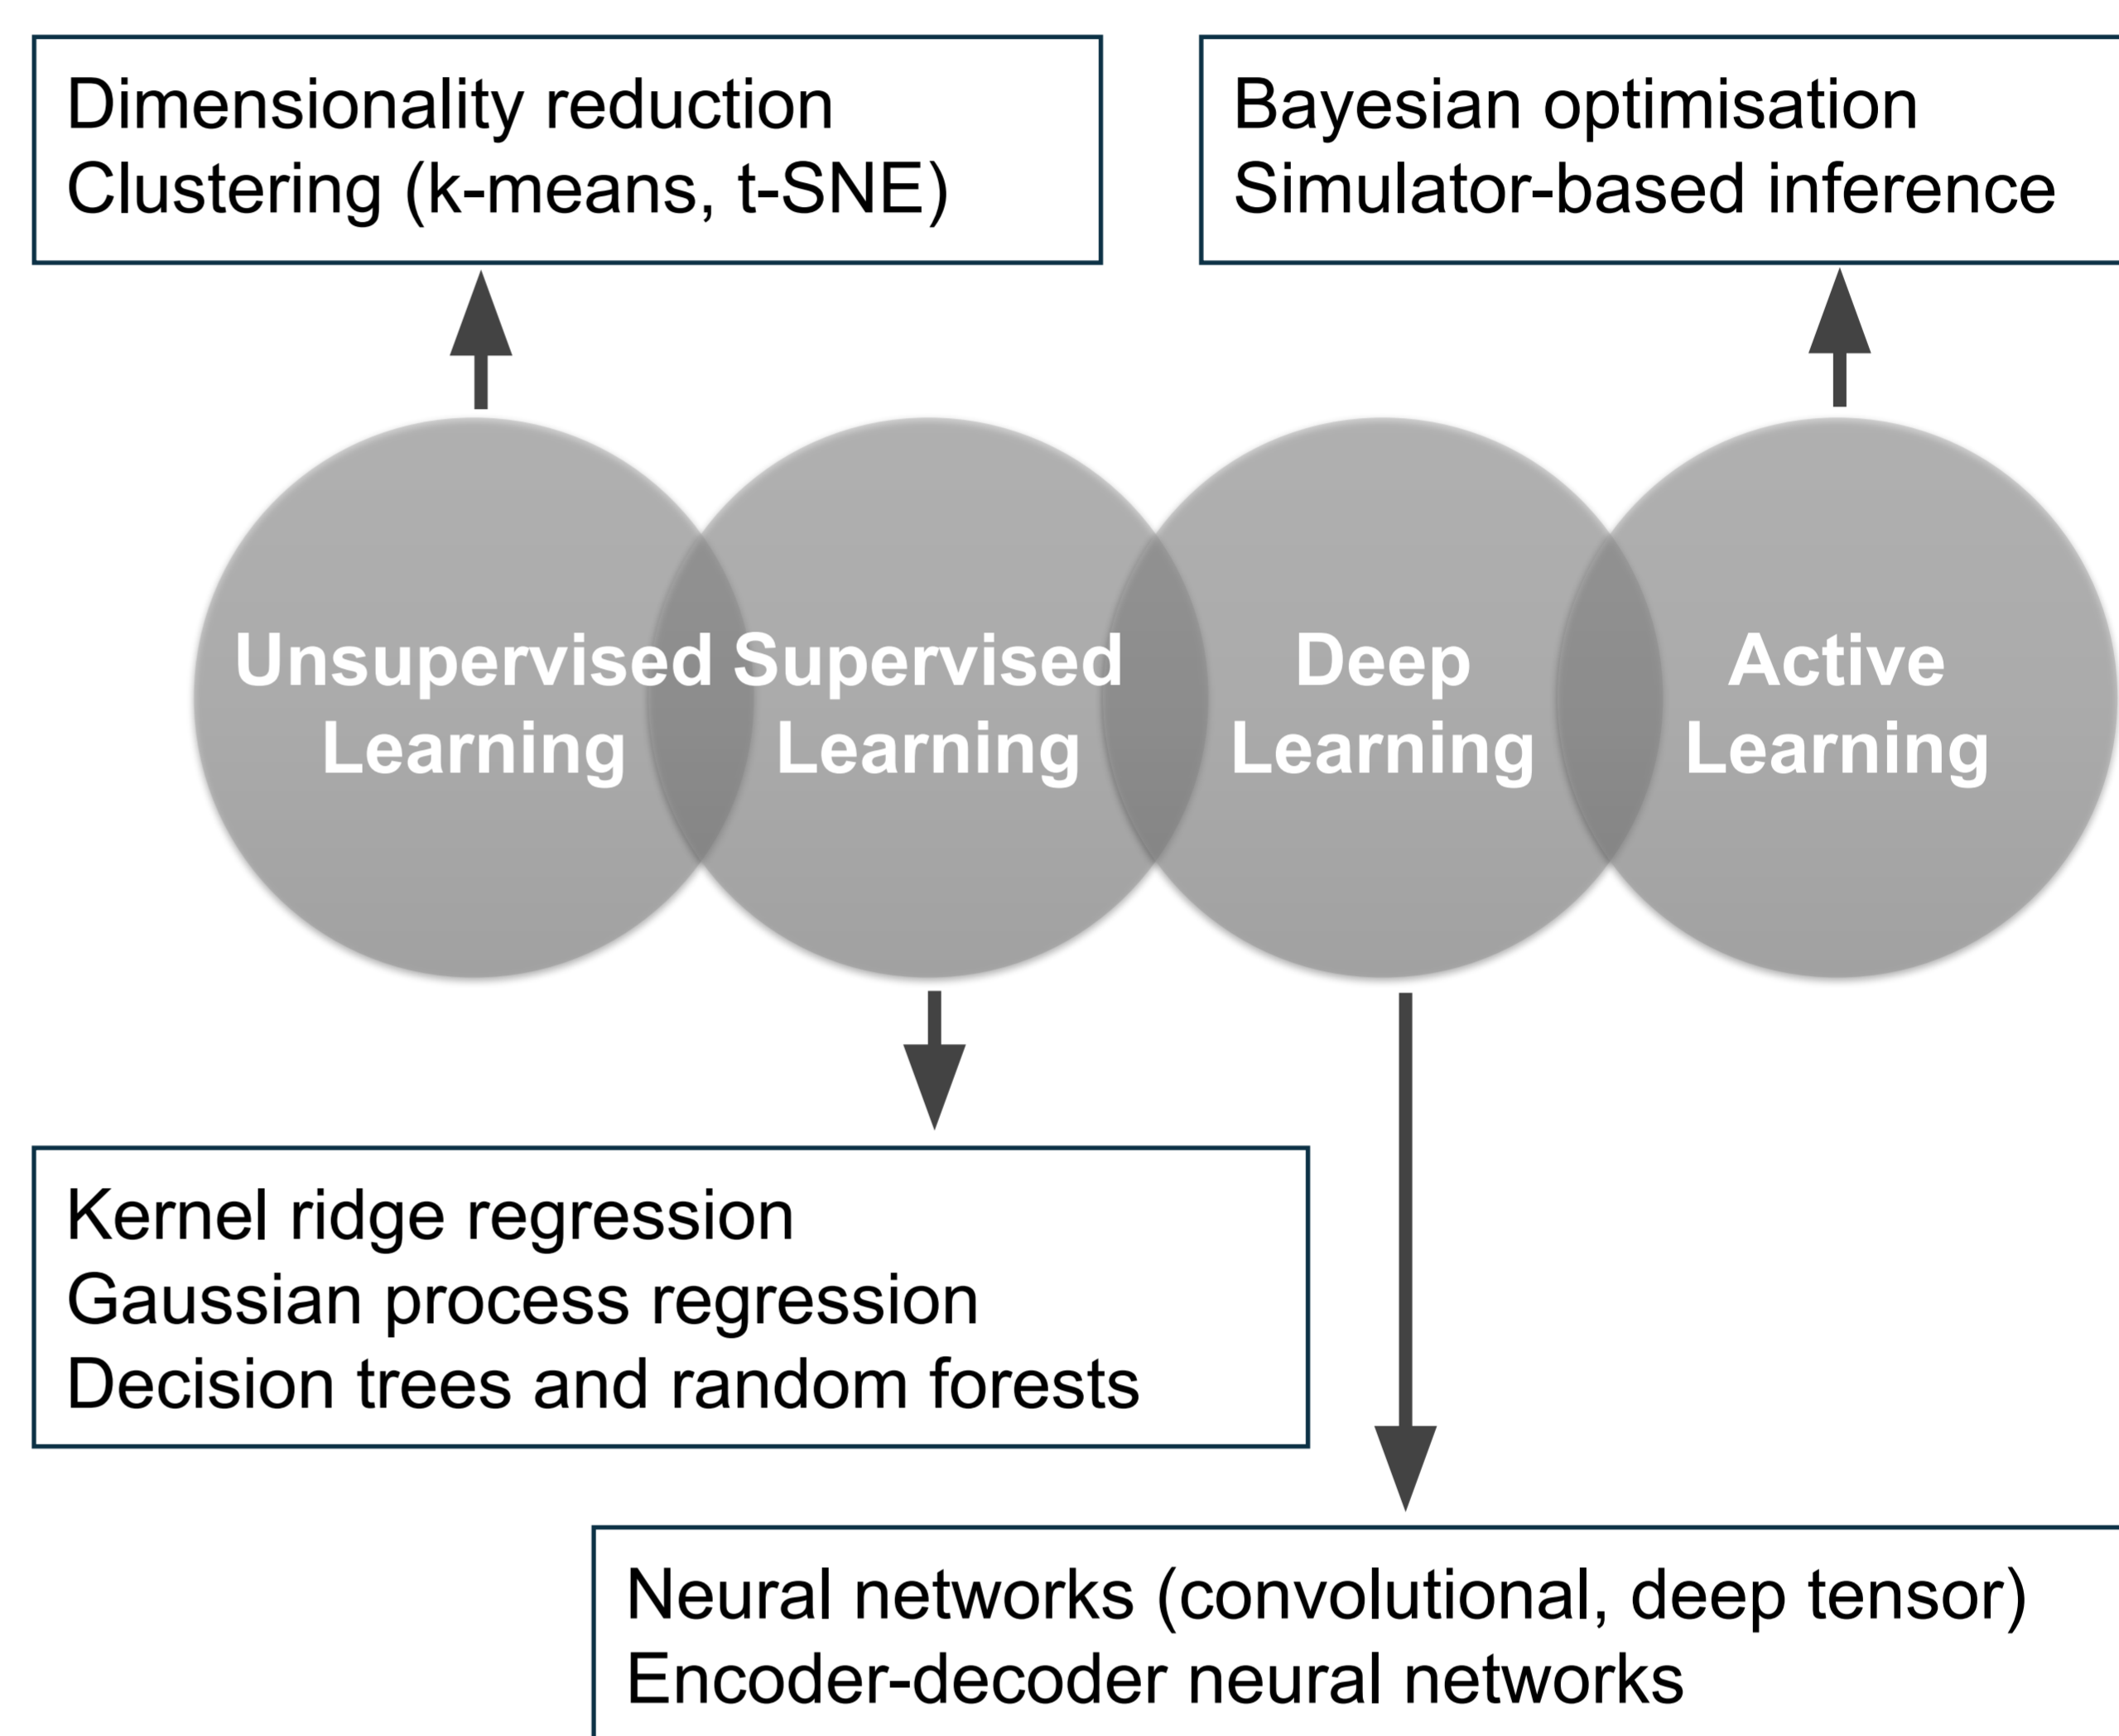 Dimensionality reduction
Clustering (k-means, t-SNE)
Bayesian optimisation
Simulator-based inference
Unsupervised
Learning
Supervised
Learning
Deep
Learning
Active
Learning
Kernel ridge regression
Gaussian process regression
Decision trees and random forests
Neural networks (convolutional, deep tensor)
Encoder-decoder neural networks